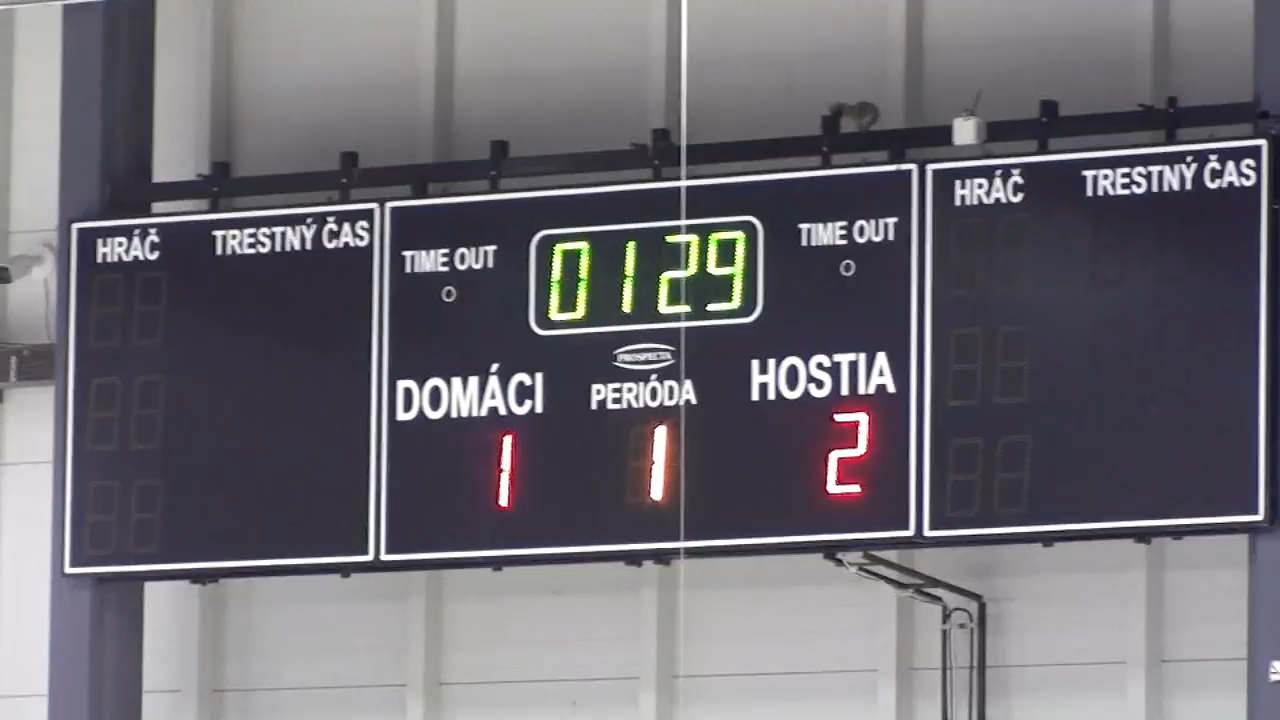 HRÁČ TRESTNÝ ČAS
TIME OUT
0129
TIME OUT
PROSPECTA
DOMÁCI
PERIÓDA
HOSTIA
1
1
2
HRÁČ TRESTNÝ ČAS